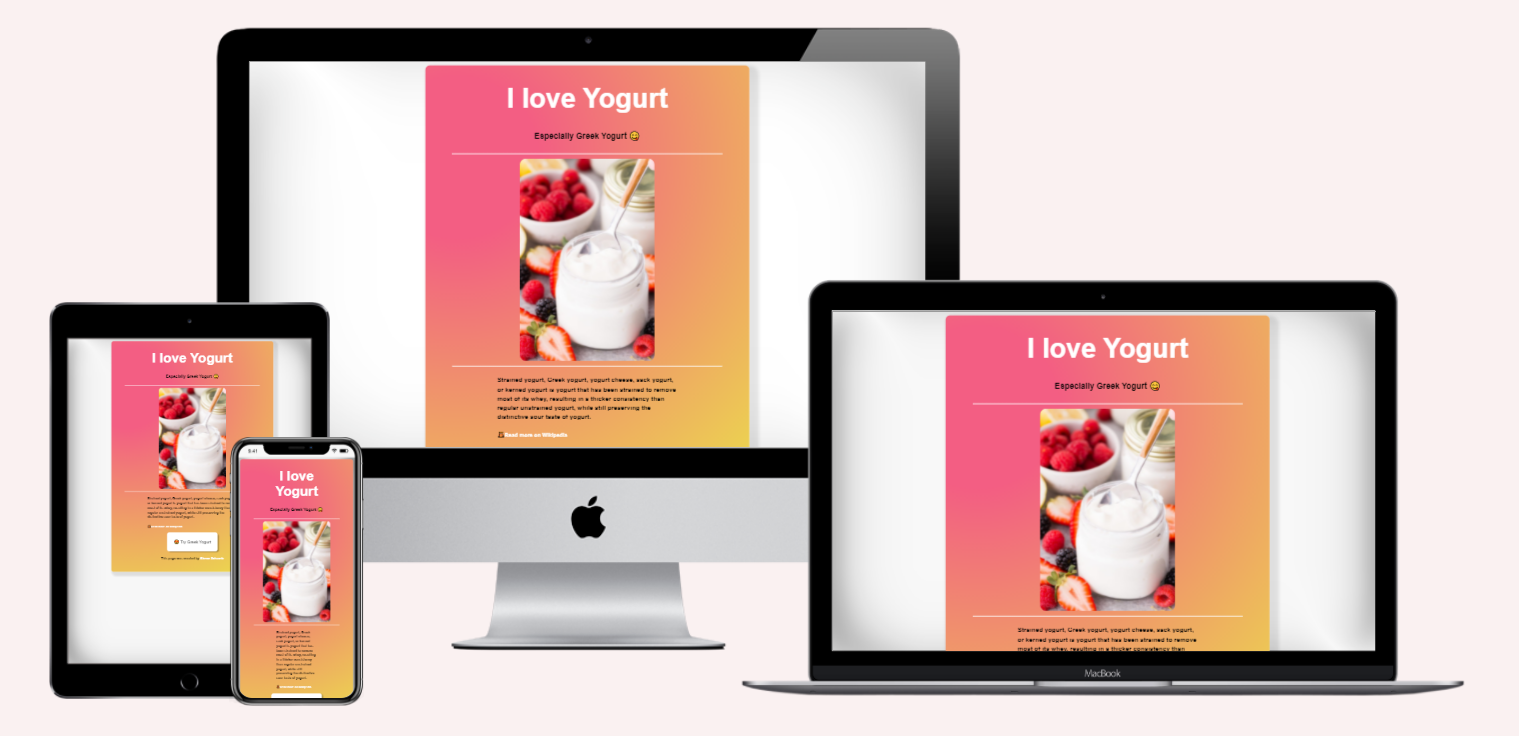 I love Yogurt
Especially Greek Yogurt 😋
Strained yogurt, Greek yogurt, yogurt cheese, sack yogurt,
or kerned yogurt is yogurt that has been strained to remove
most of its whey, resulting in a thicker consistency than
regular unstrained yogurt, while still preserving the
distinctive sour taste of yogurt.
Read more on Wikipedia
I love Yogurt
Especially Greek Yogurt 😋
Try Greek Yogurt
9:41
I love
Yogurt
Especially Greek Yogurt 😋
Strained yogurt, Greek
I love Yogurt
Especially Greek Yogurt 😋
Strained yogurt, Greek yogurt, yogurt cheese, sack yogurt,
or kerned yogurt is yogurt that has been strained to remove
most of its whey, resulting in a thicker consistency than
MacBook